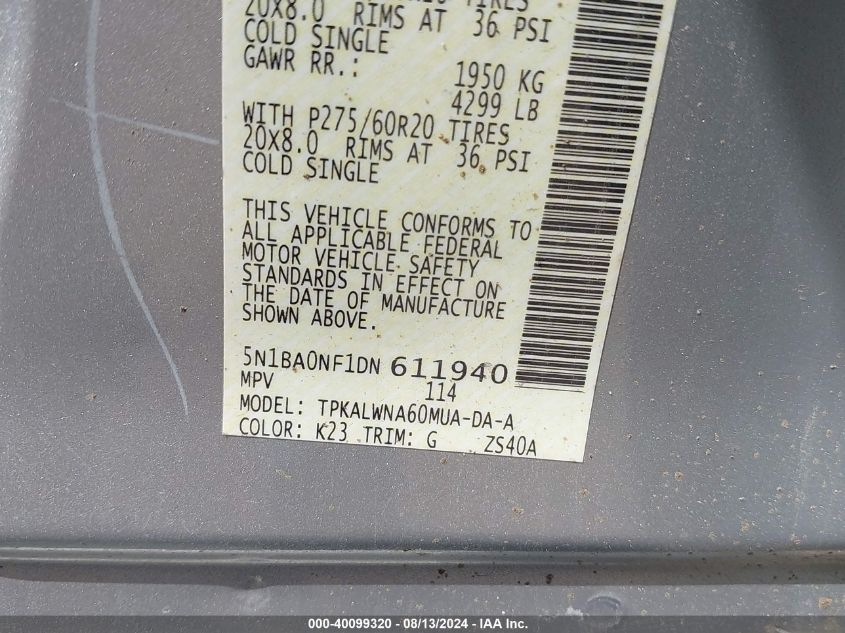 TIRES
20X8.0 RIMS AT 36 PSI
COLD SINGLE
GAWR RR.: 1950 KG
4299 LB
WITH P275/60R20 TIRES
20X8.0 RIMS AT 36 PSI
COLD SINGLE
THIS VEHICLE CONFORMS TO
ALL APPLICABLE FEDERAL
MOTOR VEHICLE SAFETY
STANDARDS IN EFFECT ON
THE DATE OF MANUFACTURE
SHOWN ABOVE.
5N1BA0NF1DN 611940
MPV 114
MODEL: TPKALWNA60MUA-DA-A
COLOR: K23 TRIM: G ZS40A
000-40099320 / 08/13/2024 - IAA Inc.